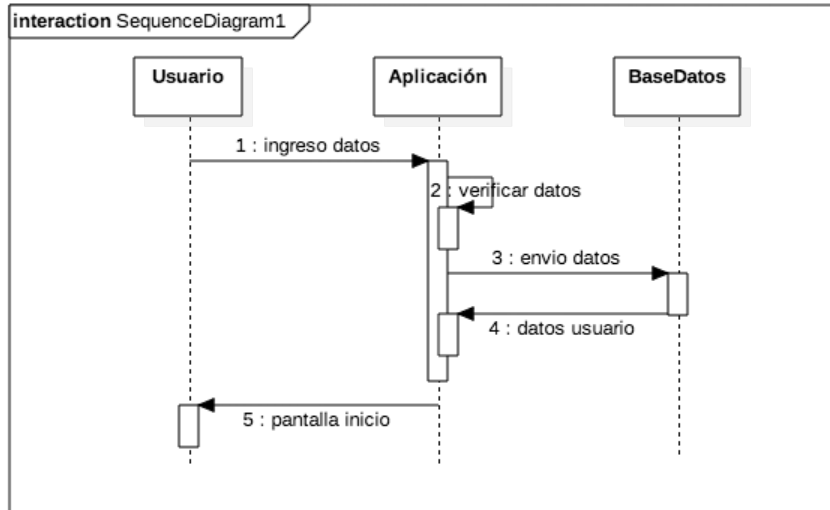 interaction SequenceDiagram1
Usuario
Aplicación
BaseDatos
1 : ingreso datos
2 : verificar datos
3 : envio datos
4 : datos usuario
5 : pantalla inicio